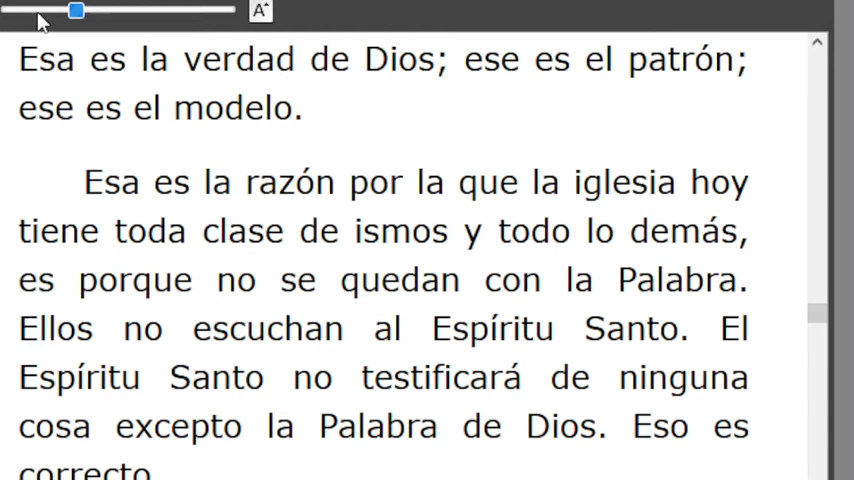 A
Esa es la verdad de Dios; ese es el patrón;
ese es el modelo.
Esa es la razón por la que la iglesia hoy
tiene toda clase de ismos y todo lo demás,
es porque no se quedan con la Palabra.
Ellos no escuchan al Espíritu Santo. El
Espíritu Santo no testificará de ninguna
cosa excepto la Palabra de Dios. Eso es
correcto